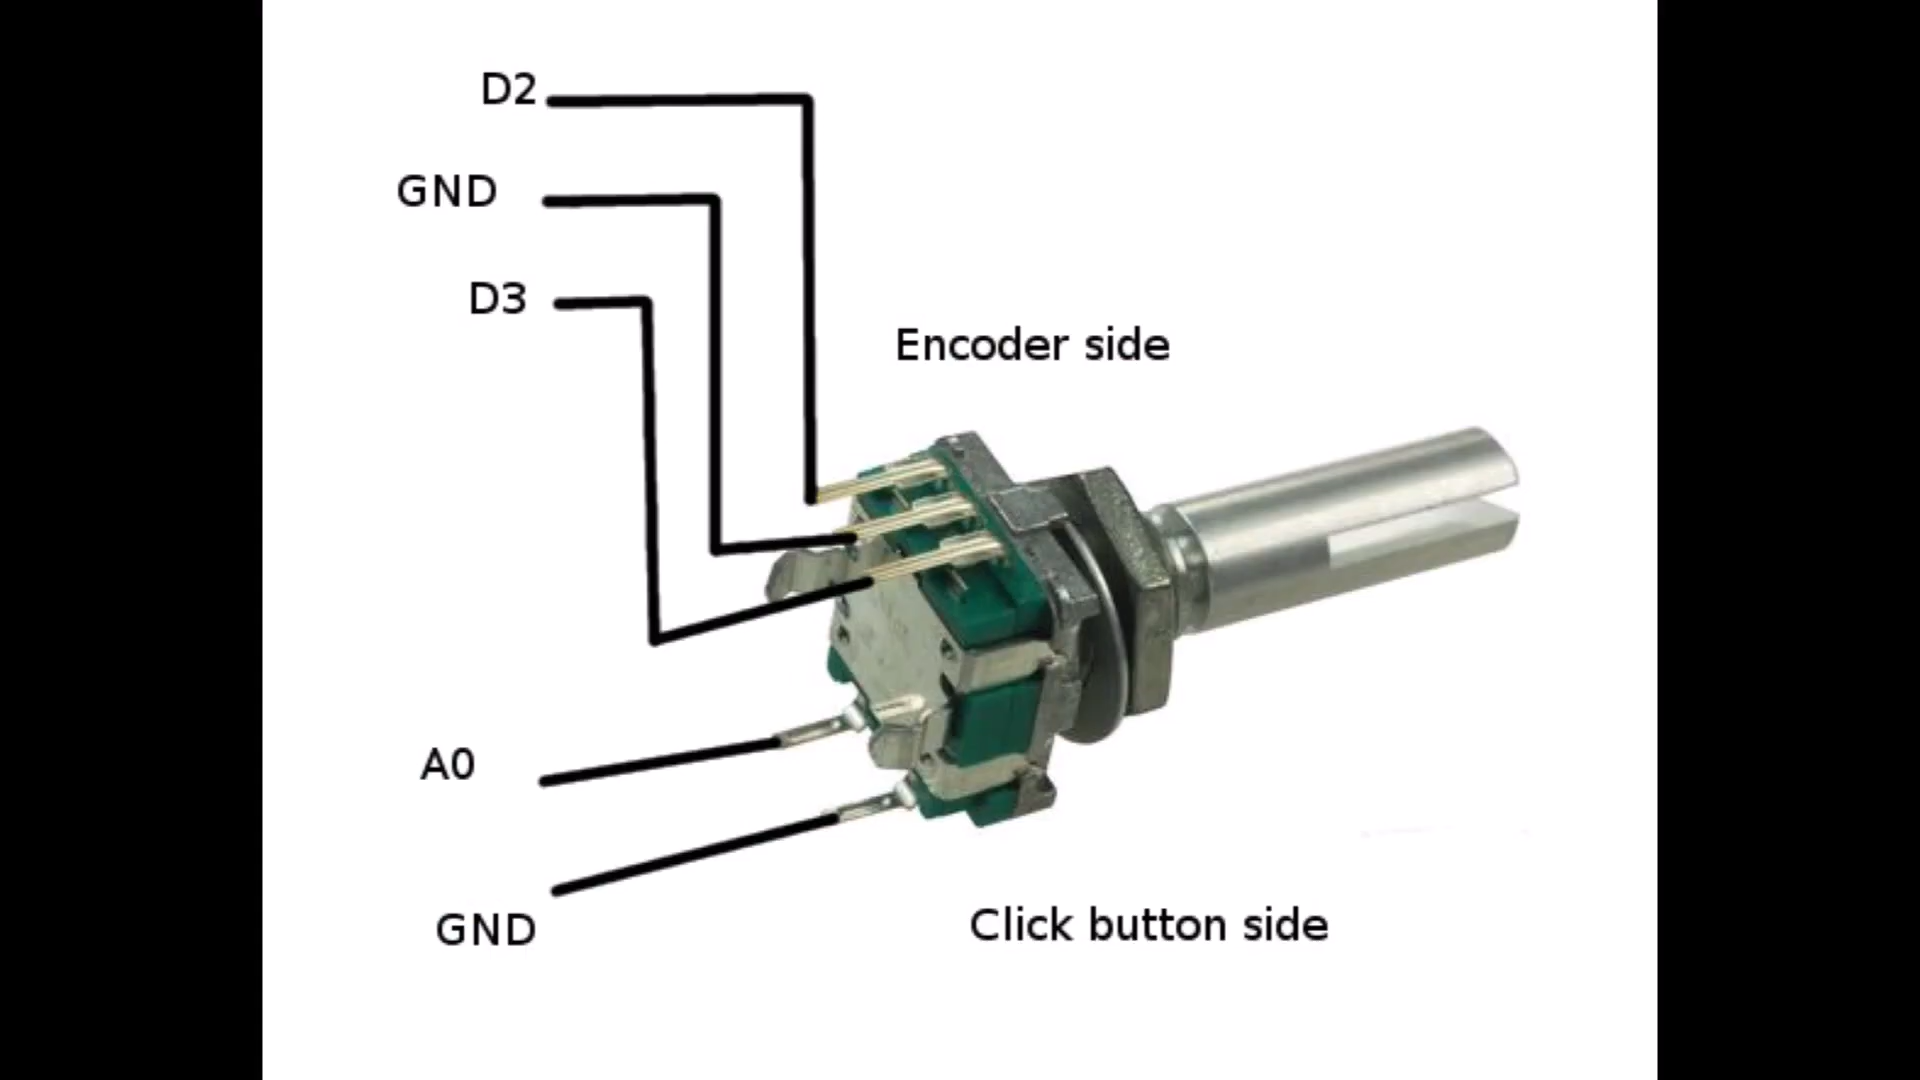 D2
GND
D3
Encoder side
A0
GND
Click button side